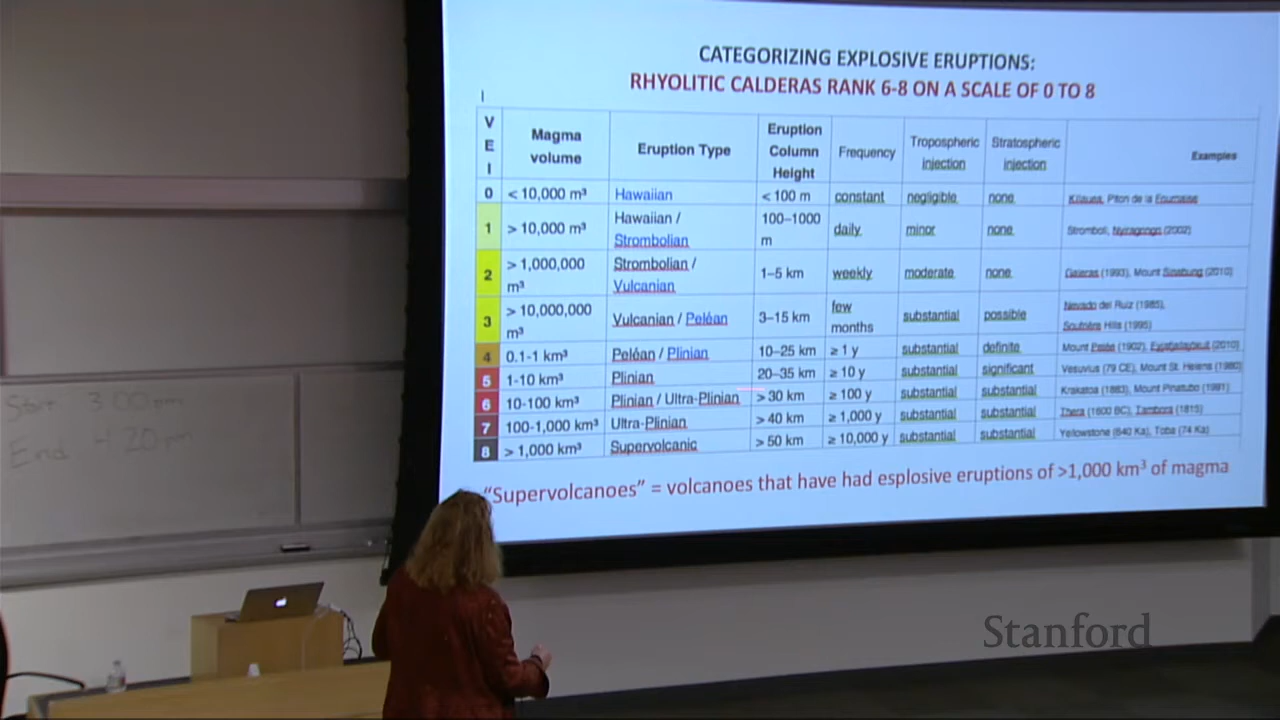 CATEGORIZING EXPLOSIVE ERUPTIONS:
RHYOLITIC CALDERAS RANK 6-8 ON A SCALE OF 0 TO 8
VEI Magma volume Eruption Type Eruption Column Height Frequency Tropospheric injection Stratospheric injection Examples
0 < 10,000 m³ Hawaiian < 100 m constant negligible none Kilauea, Piton de la Fournaise
1 > 10,000 m³ Hawaiian / Strombolian 100–1000 m daily minor none Stromboli, Nyiragongo (2002)
2 > 1,000,000 m³ Strombolian / Vulcanian 1–5 km weekly moderate none Galeras (1993), Mount Sinabung (2010)
3 > 10,000,000 m³ Vulcanian / Peléan 3–15 km few months substantial possible Nevado del Ruiz (1985), Soufrière Hills (1995)
4 0.1-1 km³ Peléan / Plinian 10–25 km ≥ 1 y substantial definite Mount Pelée (1902), Eyjafjallajökull (2010)
5 1-10 km³ Plinian 20–35 km ≥ 10 y substantial significant Vesuvius (79 CE), Mount St. Helens (1980)
6 10-100 km³ Plinian / Ultra-Plinian > 30 km ≥ 100 y substantial substantial Krakatoa (1883), Mount Pinatubo (1991)
7 100-1,000 km³ Ultra-Plinian > 40 km ≥ 1,000 y substantial substantial Thera (1600 BC), Tambora (1815)
8 > 1,000 km³ Supervolcanic > 50 km ≥ 10,000 y substantial substantial Yellowstone (640 Ka), Toba (74 Ka)
"Supervolcanoes" = volcanoes that have had explosive eruptions of >1,000 km³ of magma
Start 3:00 pm
End 4:20 pm
Stanford